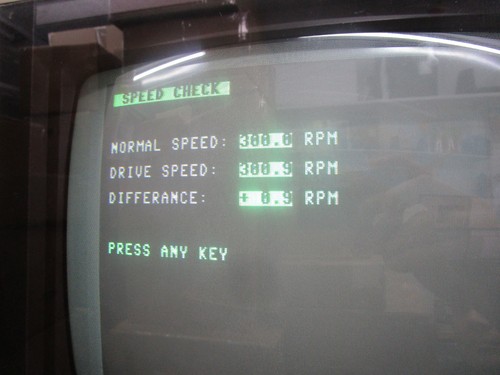 SPEED CHECK
NORMAL SPEED: 300.0 RPM
DRIVE SPEED: 300.9 RPM
DIFFERANCE: + 0.9 RPM
PRESS ANY KEY